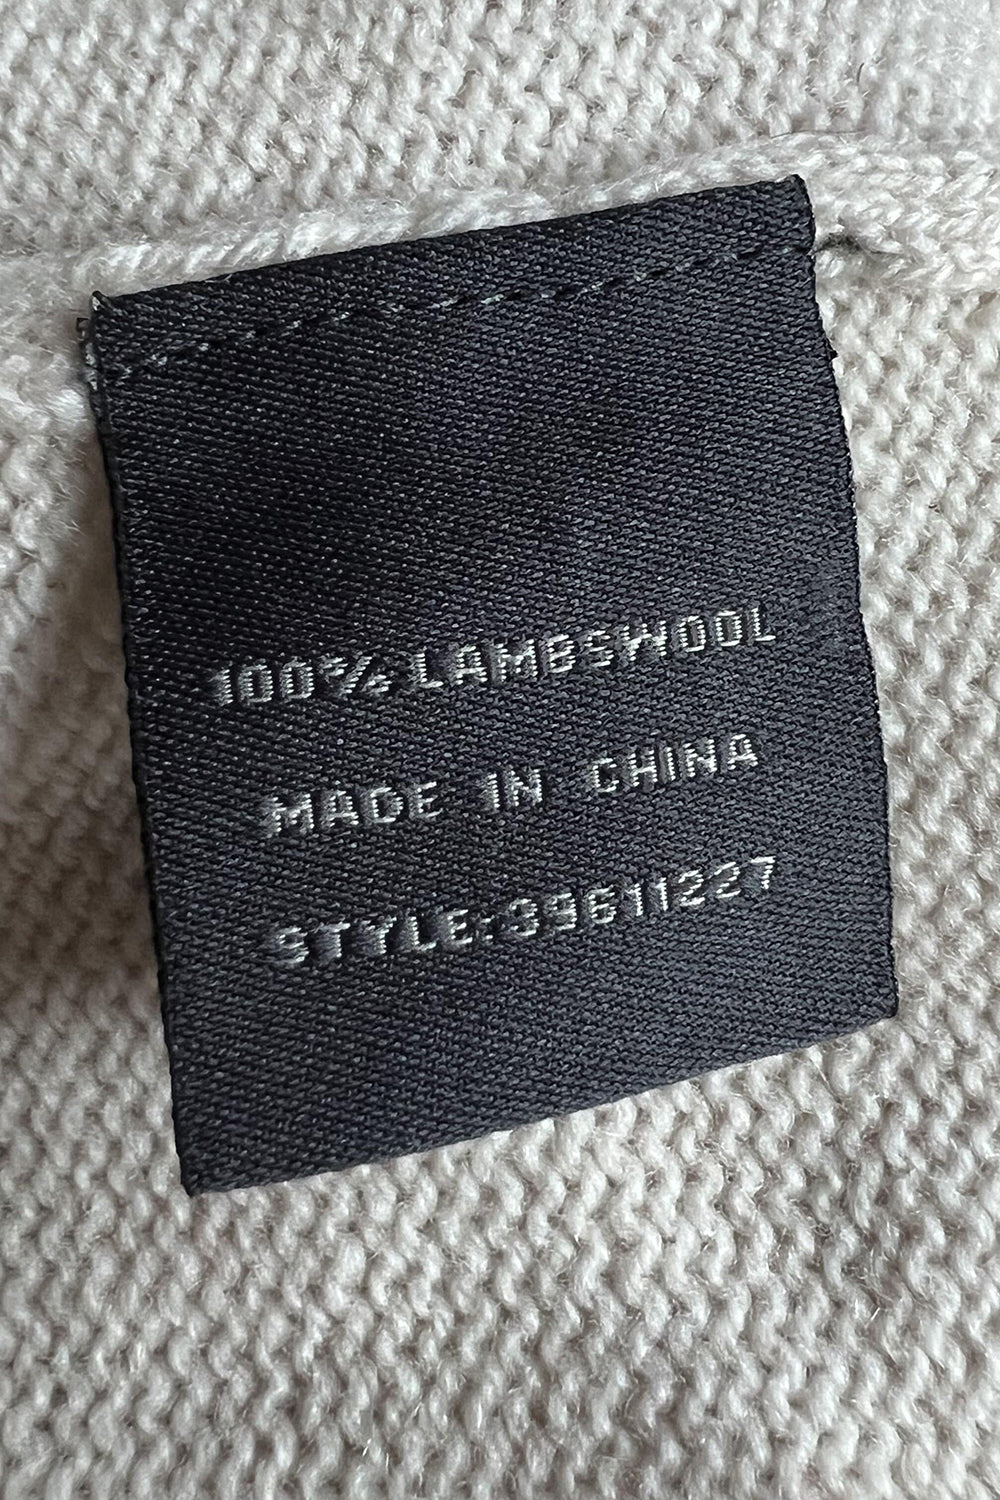 100% LAMBSWOOL
MADE IN CHINA
STYLE:39611227